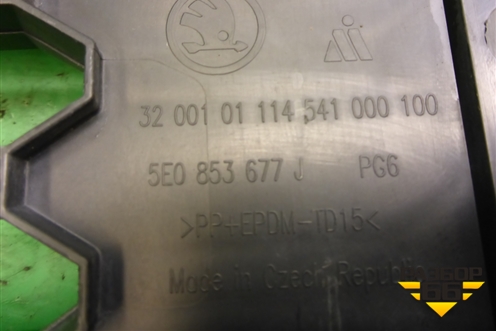 32 001 01 114 541 000 100
5E0 853 677 J PG6
>PP+EPDM-TD15<
Made in Czech Republic